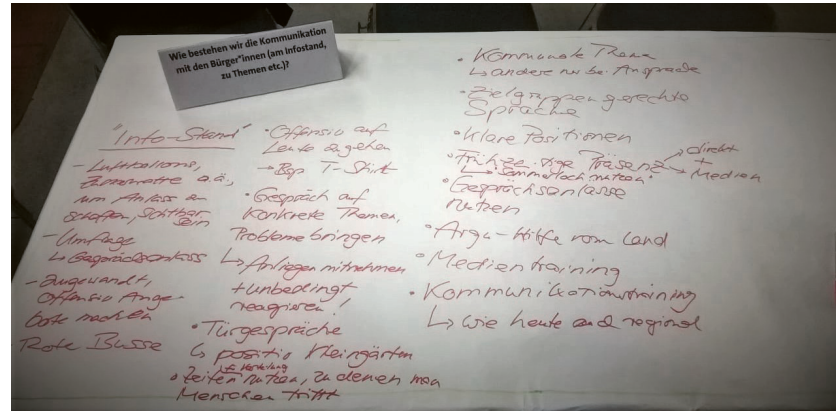 Wie bestehen wir die Kommunikation
mit den Bürger*innen (am Infostand,
zu Themen etc.)?
"Info-Stand"
- Luftballons,
o.ä.,
um Anlass zu
schaffen, Sichtbar
sein
- Umfrage
↳ Gesprächsanlass
- zugewandt,
offensiv Ange-
bote machen
Rote Busse
• Offensiv auf
Leute zugehen
→ Bsp T-Shirt
• Gespräch auf
konkrete Themen,
Probleme bringen
↳ Anliegen mitnehmen
+ unbedingt
reagieren!
• Türgespräche
↳ positiv Kleingärten
z.B. Verteilung
• Zeiten nutzen, zu denen man
Menschen trifft
• Kommunale Themen
↳ andere nur bei Ansprache
• Zielgruppengerechte
Sprache
• klare Positionen
• Frühzeitige Präsenz → direkt
+
→ Medien
↳ "Sommerloch nutzen"
• Gesprächsanlässe
nutzen
• Argu-Hilfe vom Land
• Medientraining
• Kommunikationstraining
↳ wie heute und regional